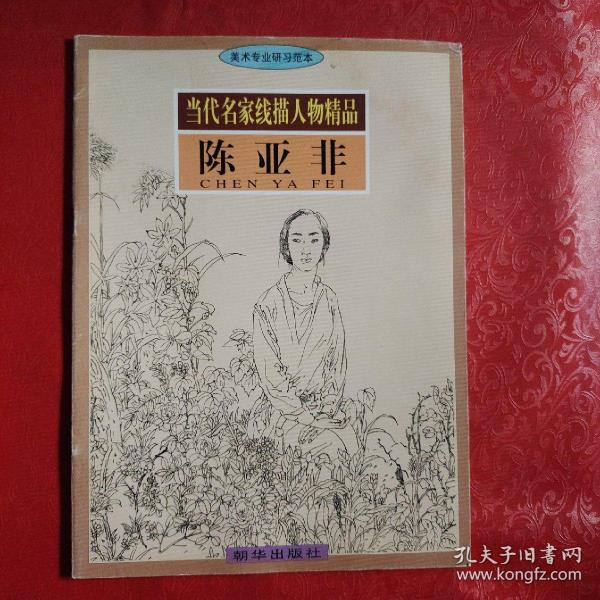 美术专业研习范本
当代名家线描人物精品
陈亚非
CHEN YA FEI
朝华出版社
孔夫子旧书网
www.kongfz.com